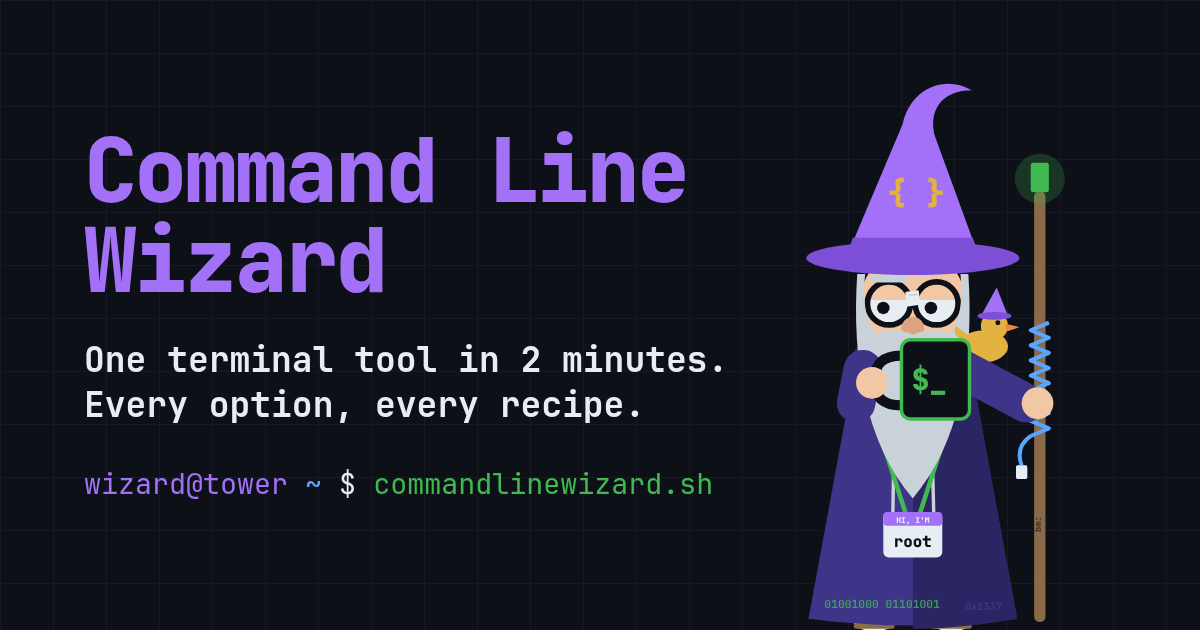 Command Line
Wizard
One terminal tool in 2 minutes.
Every option, every recipe.
wizard@tower ~ $ commandlinewizard.sh
{ }
$_
HI, I'M
root
01001000 01101001
0x1337